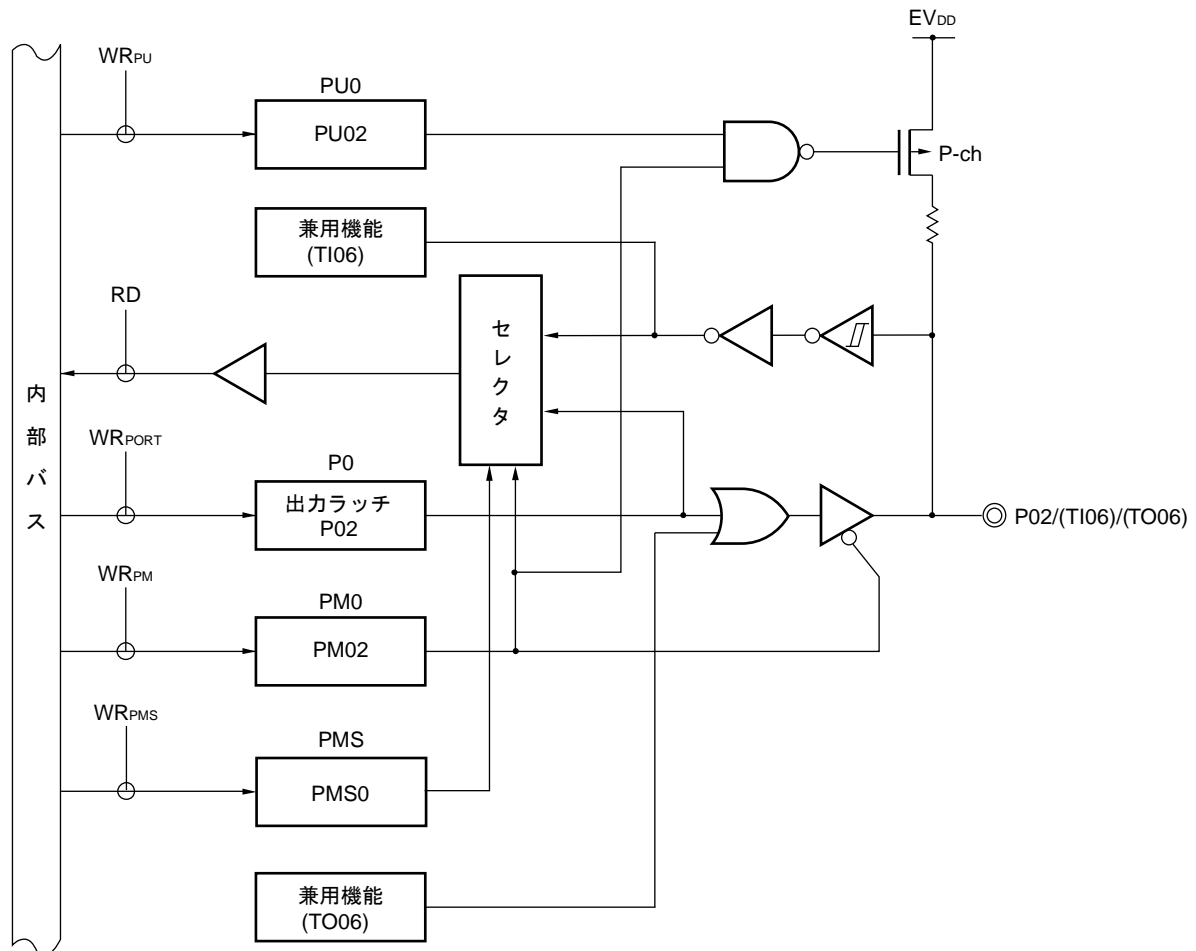 EVDD
WRPU
PU0
PU02
P-ch
兼用機能
(TI06)
RD
セレクタ
内部バス
WRPORT
P0
出力ラッチ
P02
P02/(TI06)/(TO06)
WRPM
PM0
PM02
WRPMS
PMS
PMS0
兼用機能
(TO06)